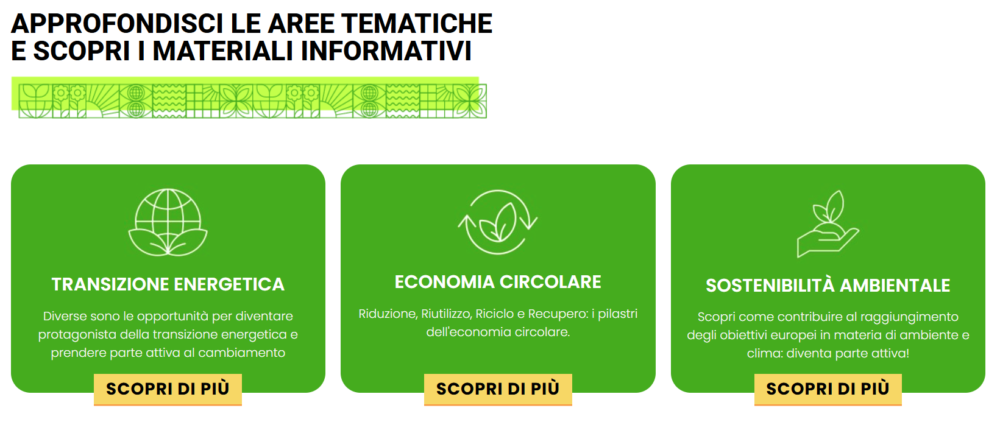 APPROFONDISCI LE AREE TEMATICHE
E SCOPRI I MATERIALI INFORMATIVI
TRANSIZIONE ENERGETICA
Diverse sono le opportunità per diventare
protagonista della transizione energetica e
prendere parte attiva al cambiamento
SCOPRI DI PIÙ
ECONOMIA CIRCOLARE
Riduzione, Riutilizzo, Riciclo e Recupero: i pilastri
dell'economia circolare.
SCOPRI DI PIÙ
SOSTENIBILITÀ AMBIENTALE
Scopri come contribuire al raggiungimento
degli obiettivi europei in materia di ambiente e
clima: diventa parte attiva!
SCOPRI DI PIÙ